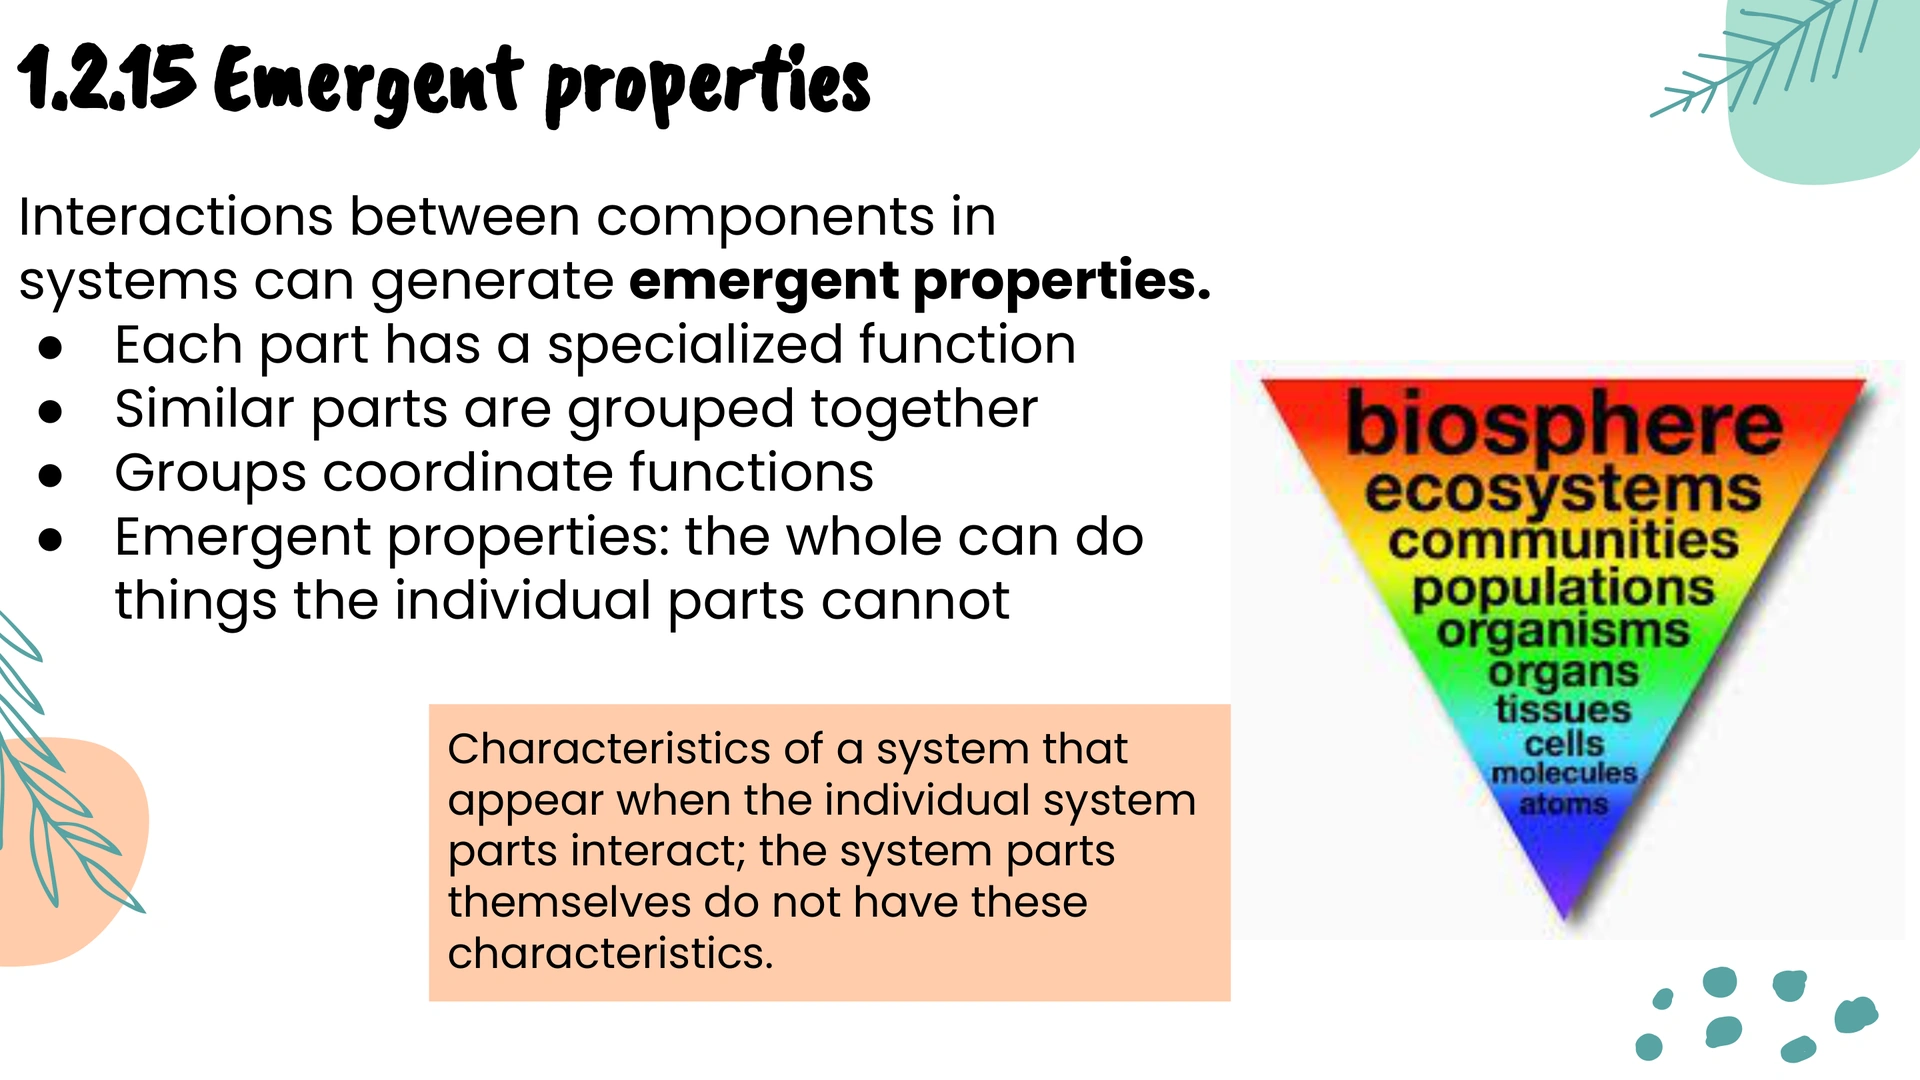 1.2.15 Emergent properties
Interactions between components in
systems can generate emergent properties.
● Each part has a specialized function
● Similar parts are grouped together
● Groups coordinate functions
● Emergent properties: the whole can do
things the individual parts cannot
Characteristics of a system that
appear when the individual system
parts interact; the system parts
themselves do not have these
characteristics.
biosphere
ecosystems
communities
populations
organisms
organs
tissues
cells
molecules
atoms